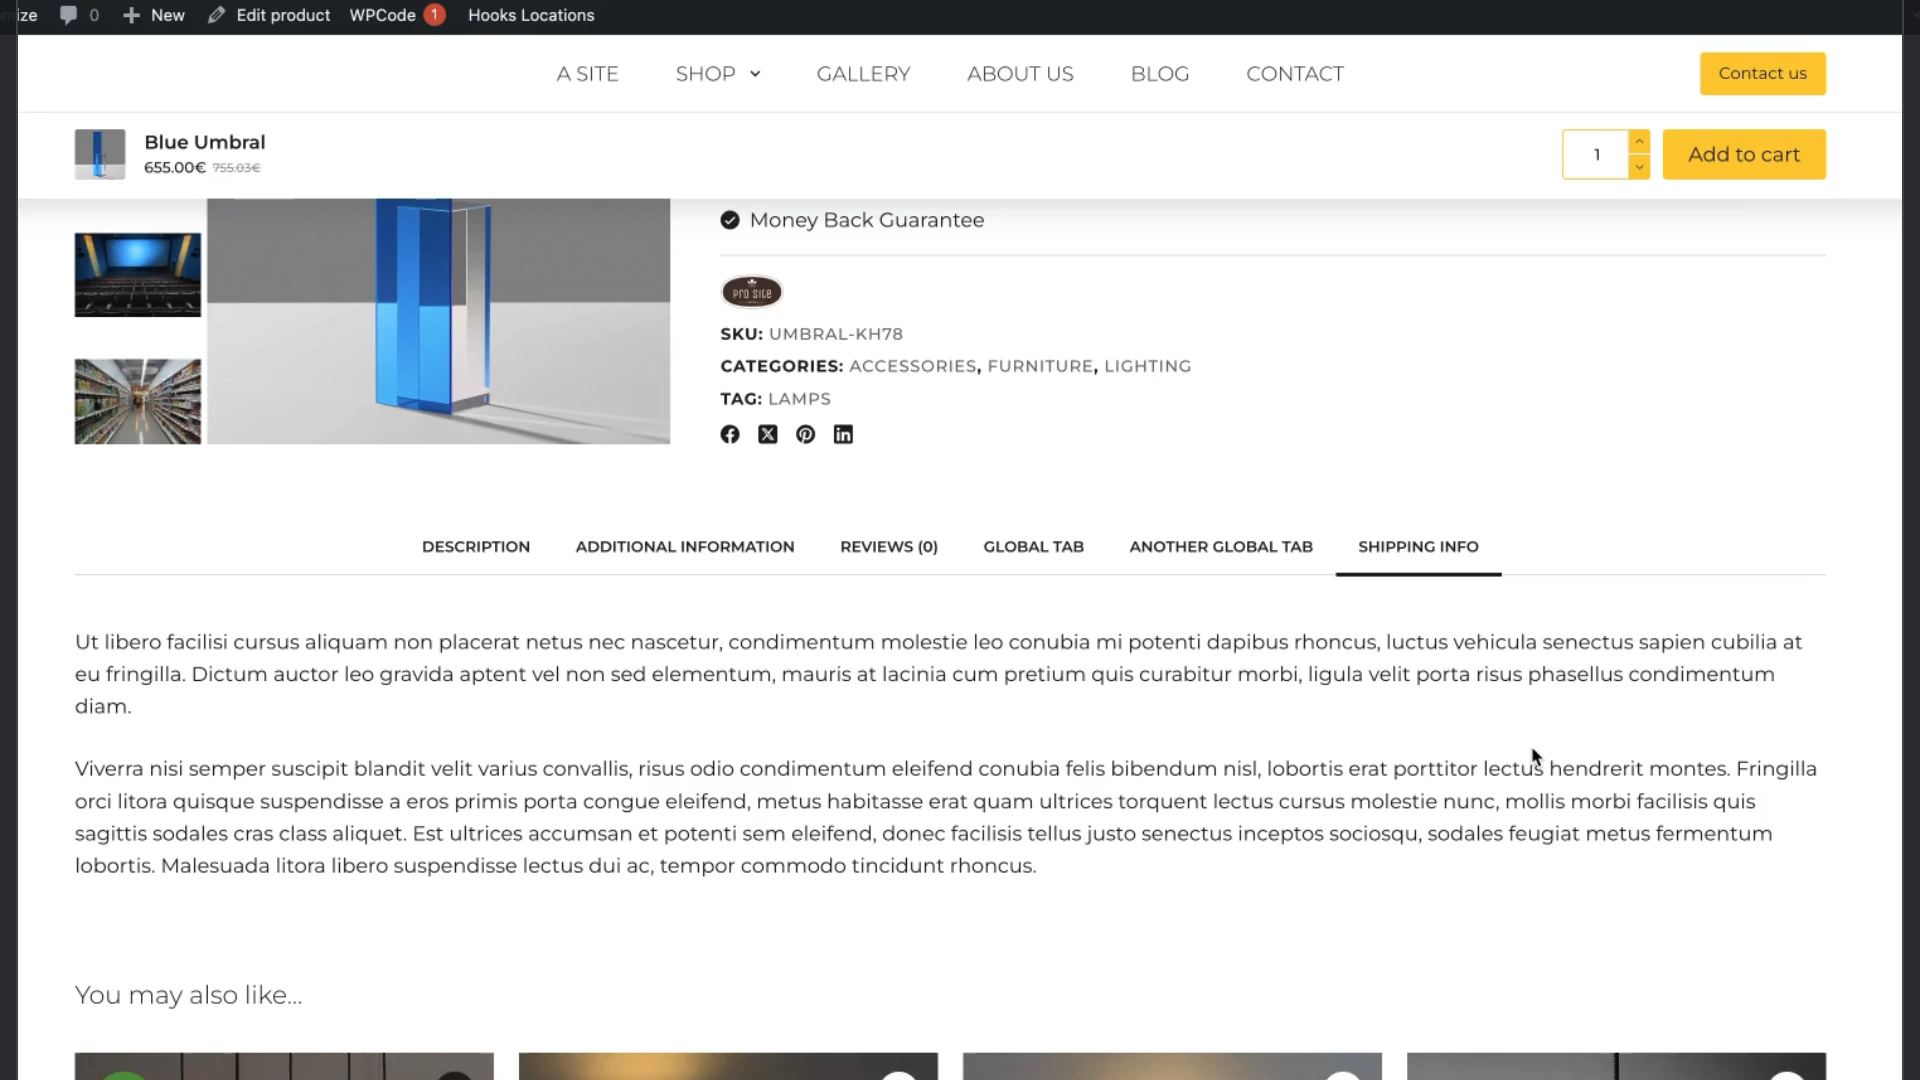 ize 0 New Edit product WPCode 1 Hooks Locations
A SITE SHOP GALLERY ABOUT US BLOG CONTACT Contact us
Blue Umbral
655.00€ 755.03€
1 Add to cart
Money Back Guarantee
Pro Site
SKU: UMBRAL-KH78
CATEGORIES: ACCESSORIES, FURNITURE, LIGHTING
TAG: LAMPS
DESCRIPTION ADDITIONAL INFORMATION REVIEWS (0) GLOBAL TAB ANOTHER GLOBAL TAB SHIPPING INFO
Ut libero facilisi cursus aliquam non placerat netus nec nascetur, condimentum molestie leo conubia mi potenti dapibus rhoncus, luctus vehicula senectus sapien cubilia at
eu fringilla. Dictum auctor leo gravida aptent vel non sed elementum, mauris at lacinia cum pretium quis curabitur morbi, ligula velit porta risus phasellus condimentum
diam.
Viverra nisi semper suscipit blandit velit varius convallis, risus odio condimentum eleifend conubia felis bibendum nisl, lobortis erat porttitor lectus hendrerit montes. Fringilla
orci litora quisque suspendisse a eros primis porta congue eleifend, metus habitasse erat quam ultrices torquent lectus cursus molestie nunc, mollis morbi facilisis quis
sagittis sodales cras class aliquet. Est ultrices accumsan et potenti sem eleifend, donec facilisis tellus justo senectus inceptos sociosqu, sodales feugiat metus fermentum
lobortis. Malesuada litora libero suspendisse lectus dui ac, tempor commodo tincidunt rhoncus.
You may also like...